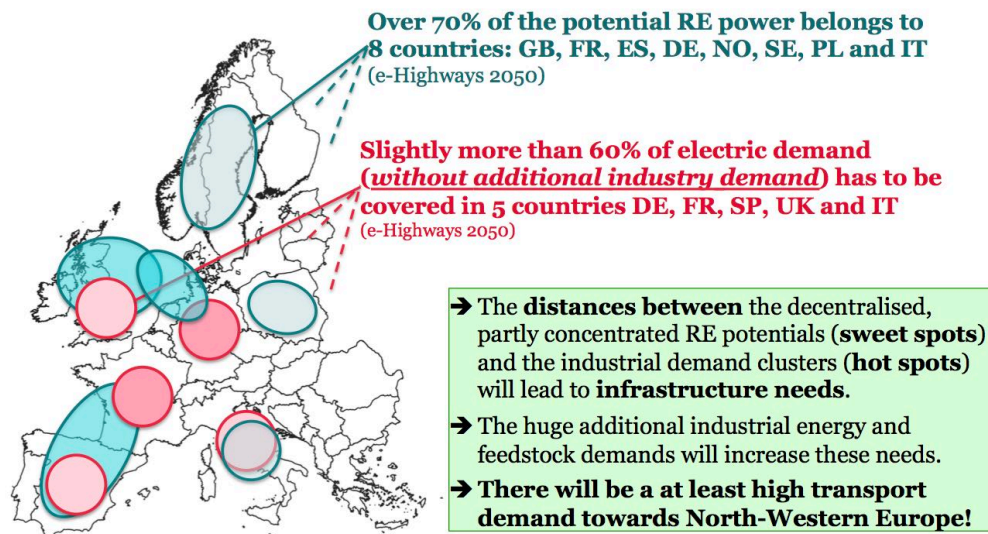 Over 70% of the potential RE power belongs to
8 countries: GB, FR, ES, DE, NO, SE, PL and IT
(e-Highways 2050)
Slightly more than 60% of electric demand
(without additional industry demand) has to be
covered in 5 countries DE, FR, SP, UK and IT
(e-Highways 2050)
➔ The distances between the decentralised,
partly concentrated RE potentials (sweet spots)
and the industrial demand clusters (hot spots)
will lead to infrastructure needs.
➔ The huge additional industrial energy and
feedstock demands will increase these needs.
➔ There will be a at least high transport
demand towards North-Western Europe!